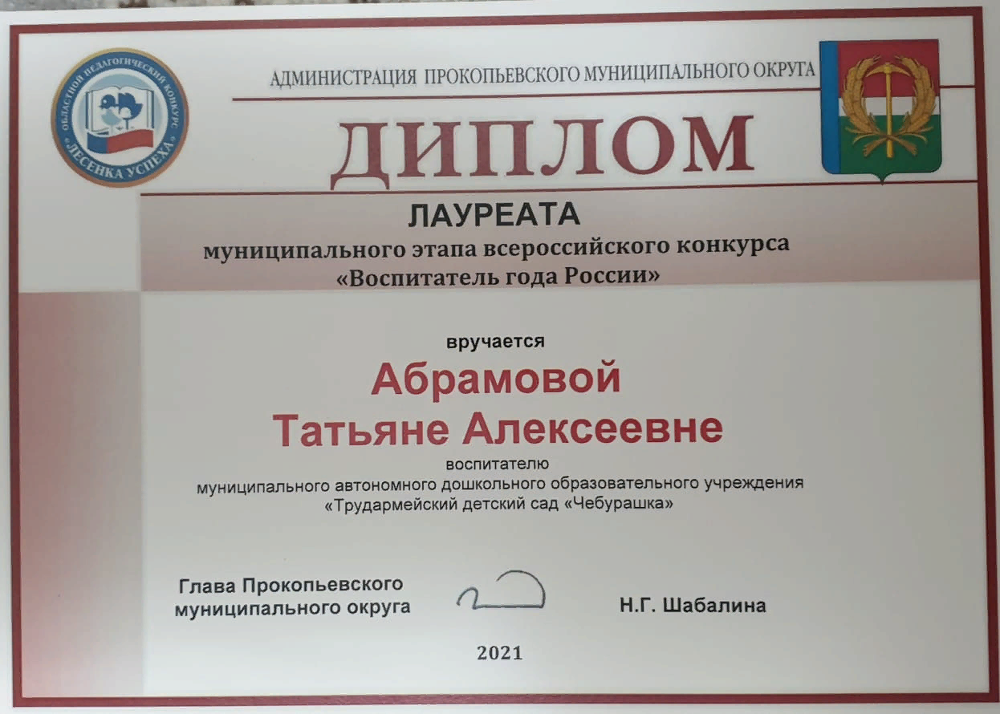 ОБЛАСТНОЙ ПЕДАГОГИЧЕСКИЙ КОНКУРС
«ЛЕСЕНКА УСПЕХА»
АДМИНИСТРАЦИЯ ПРОКОПЬЕВСКОГО МУНИЦИПАЛЬНОГО ОКРУГА
ДИПЛОМ
ЛАУРЕАТА
муниципального этапа всероссийского конкурса
«Воспитатель года России»
вручается
Абрамовой
Татьяне Алексеевне
воспитателю
муниципального автономного дошкольного образовательного учреждения
«Трудармейский детский сад «Чебурашка»
Глава Прокопьевского
муниципального округа
Н.Г. Шабалина
2021